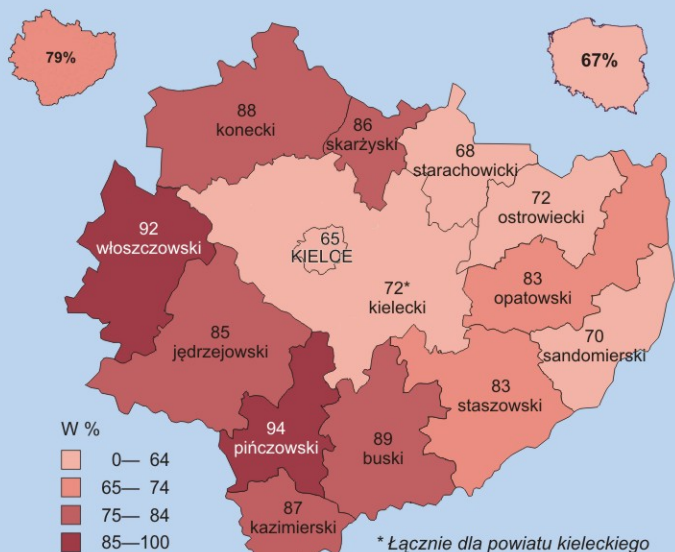 79%
67%
88
konecki
86
skarżyski
68
starachowicki
72
ostrowiecki
92
włoszczowski
65
KIELCE
72*
kielecki
83
opatowski
85
jędrzejowski
70
sandomierski
83
staszowski
94
pińczowski
89
buski
87
kazimierski
W %
0— 64
65— 74
75— 84
85—100
* Łącznie dla powiatu kieleckiego